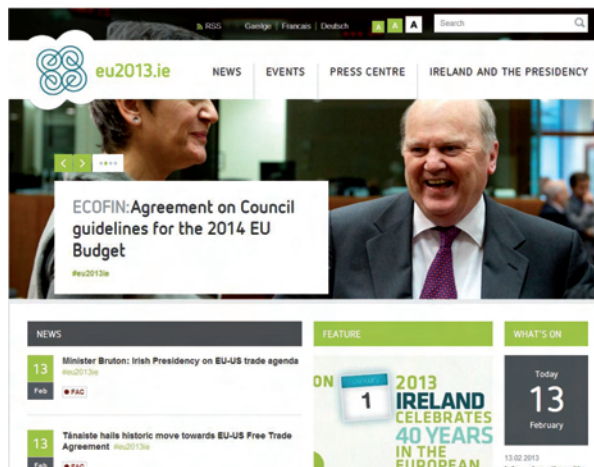 RSS Gaeilge | Francais | Deutsch A A A Search
eu2013.ie NEWS EVENTS PRESS CENTRE IRELAND AND THE PRESIDENCY
ECOFIN:Agreement on Council
guidelines for the 2014 EU
Budget
#eu2013ie
NEWS
13
Feb
Minister Bruton: Irish Presidency on EU-US trade agenda
#eu2013ie
FAC
13
Feb
Tánaiste hails historic move towards EU-US Free Trade
Agreement #eu2013ie
FAC
FEATURE
ON
1
2013
IRELAND
CELEBRATES
40 YEARS
IN THE
EUROPEAN
WHAT'S ON
Today
13
February
13.02.2013